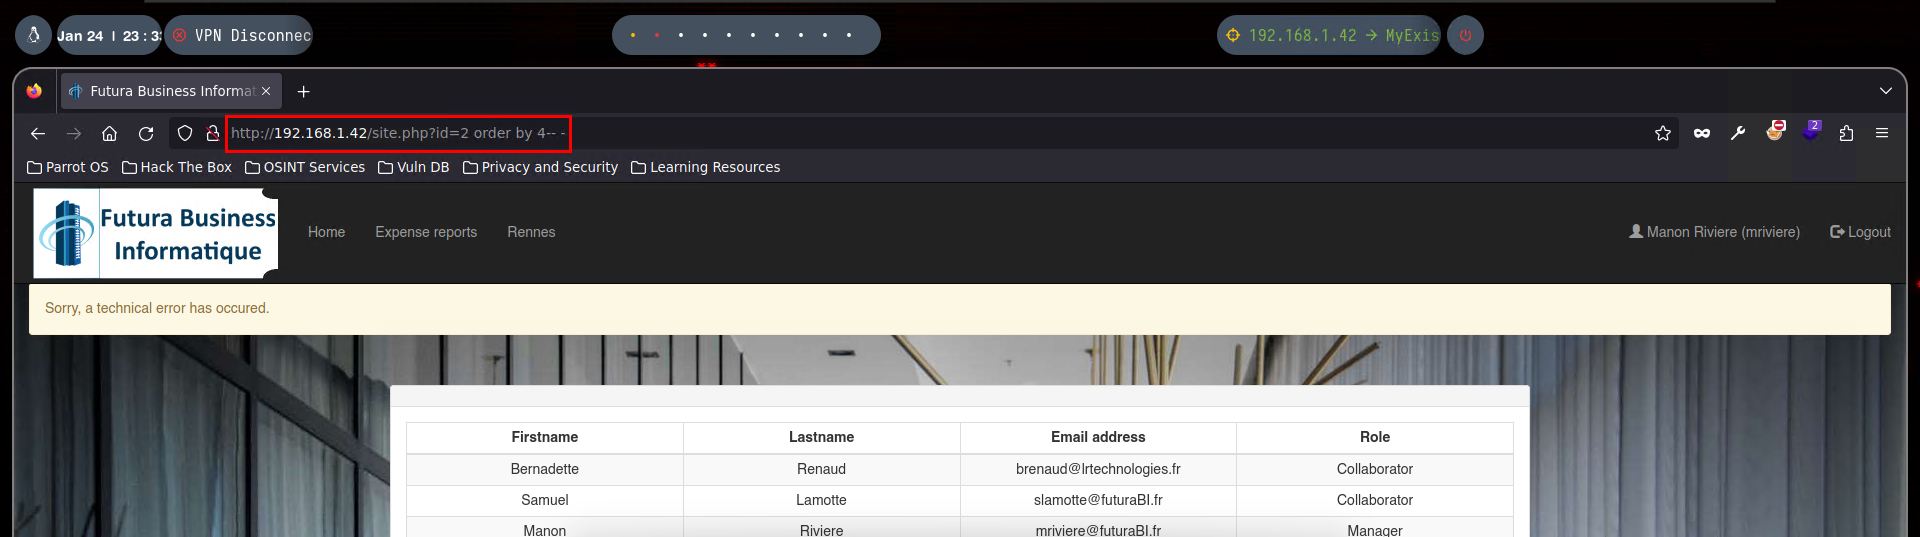 Jan 24 | 23 : 3
VPN Disconnec
192.168.1.42 → MyExis
Futura Business Informat
http://192.168.1.42/site.php?id=2 order by 4-- -
2
Parrot OS
Hack The Box
OSINT Services
Vuln DB
Privacy and Security
Learning Resources
Futura Business
Informatique
Home
Expense reports
Rennes
Manon Riviere (mriviere)
Logout
Sorry, a technical error has occured.
Firstname Lastname Email address Role
Bernadette Renaud brenaud@lrtechnologies.fr Collaborator
Samuel Lamotte slamotte@futuraBI.fr Collaborator
Manon Riviere mriviere@futuraBI.fr Manager